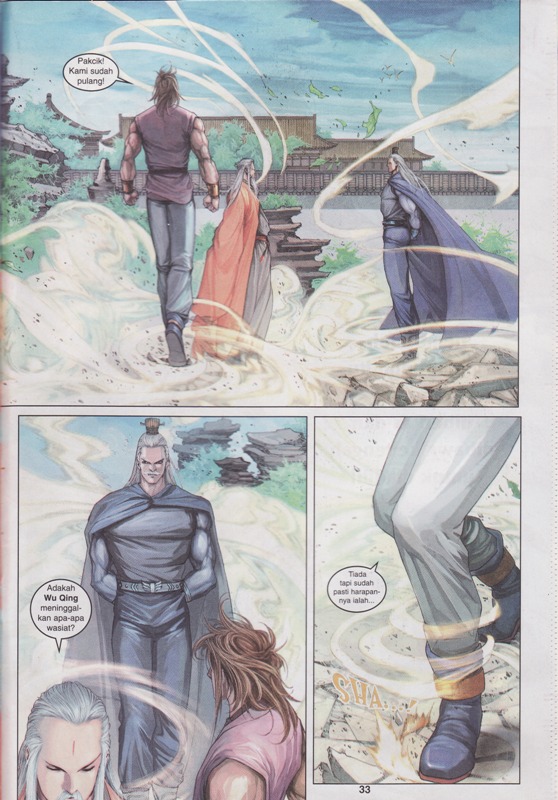 Pakcik!
Kami sudah
pulang!
Adakah
Wu Qing
meninggal-
kan apa-apa
wasiat?
Tiada
tapi sudah
pasti harapan-
nya ialah...
SHA...
33